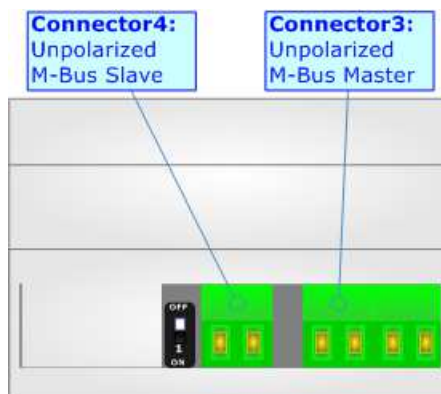 Connector4:
Unpolarized
M-Bus Slave
Connector3:
Unpolarized
M-Bus Master
OFF
1
ON